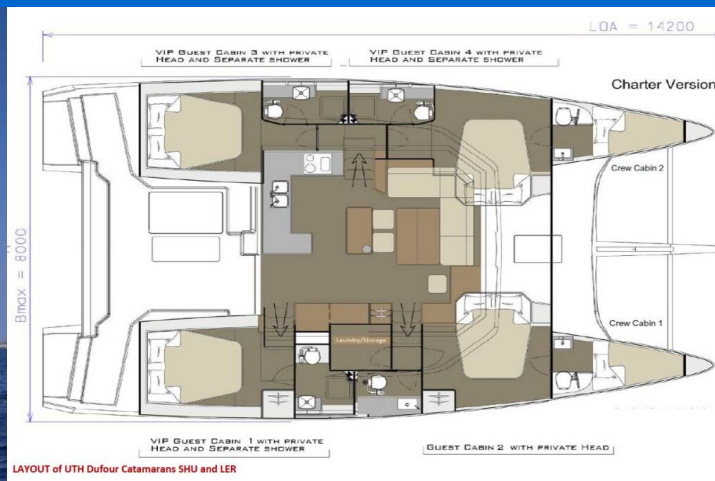 LOA = 14200
VIP Guest Cabin 3 with private
Head and Separate shower
VIP Guest Cabin 4 with private
Head and Separate shower
Charter Version
Crew Cabin 2
Bmax = 8000
Laundry/Storage
Crew Cabin 1
VIP Guest Cabin 1 with private
Head and Separate shower
Guest Cabin 2 with private Head
LAYOUT of UTH Dufour Catamarans SHU and LER